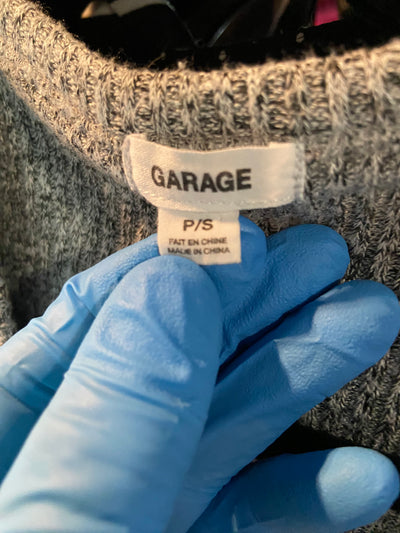 GARAGE
P/S
FAIT EN CHINE
MADE IN CHINA